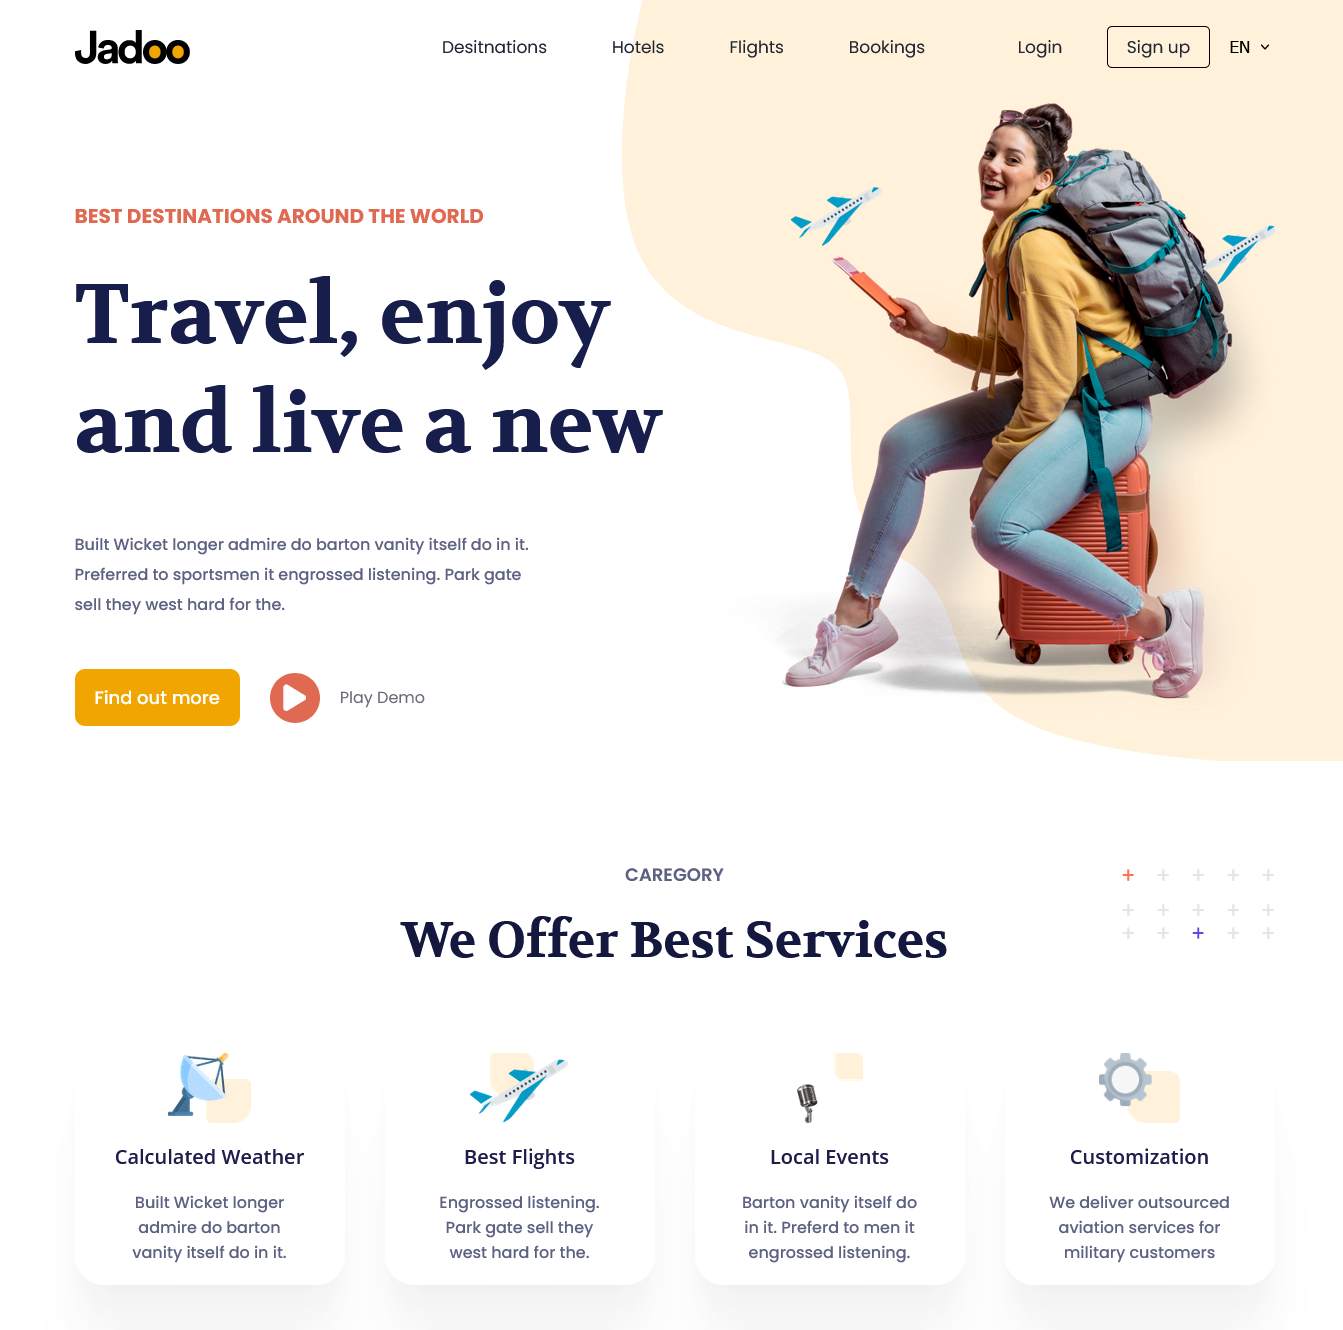 Jadoo
Desitnations
Hotels
Flights
Bookings
Login
Sign up
EN
BEST DESTINATIONS AROUND THE WORLD
Travel, enjoy
and live a new
Built Wicket longer admire do barton vanity itself do in it.
Preferred to sportsmen it engrossed listening. Park gate
sell they west hard for the.
Find out more
Play Demo
CAREGORY
We Offer Best Services
Calculated Weather
Built Wicket longer
admire do barton
vanity itself do in it.
Best Flights
Engrossed listening.
Park gate sell they
west hard for the.
Local Events
Barton vanity itself do
in it. Preferd to men it
engrossed listening.
Customization
We deliver outsourced
aviation services for
military customers